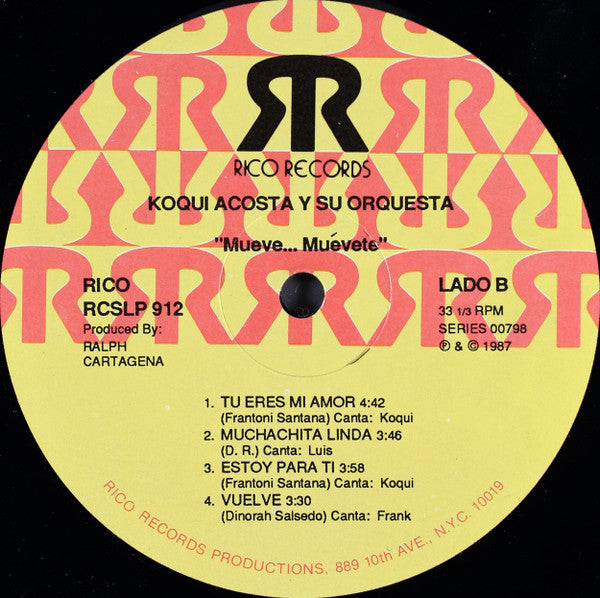 RICO RECORDS
KOQUI ACOSTA Y SU ORQUESTA
"Mueve... Muévete"
RICO
RCSLP 912
Produced By:
RALPH
CARTAGENA
LADO B
33 1/3 RPM
SERIES 00798
℗ & © 1987
1. TU ERES MI AMOR 4:42
(Frantoni Santana) Canta: Koqui
2. MUCHACHITA LINDA 3:46
(D. R.) Canta: Luis
3. ESTOY PARA TI 3:58
(Frantoni Santana) Canta: Koqui
4. VUELVE 3:30
(Dinorah Salsedo) Canta: Frank
RICO RECORDS PRODUCTIONS, 889 10th AVE., N.Y.C. 10019